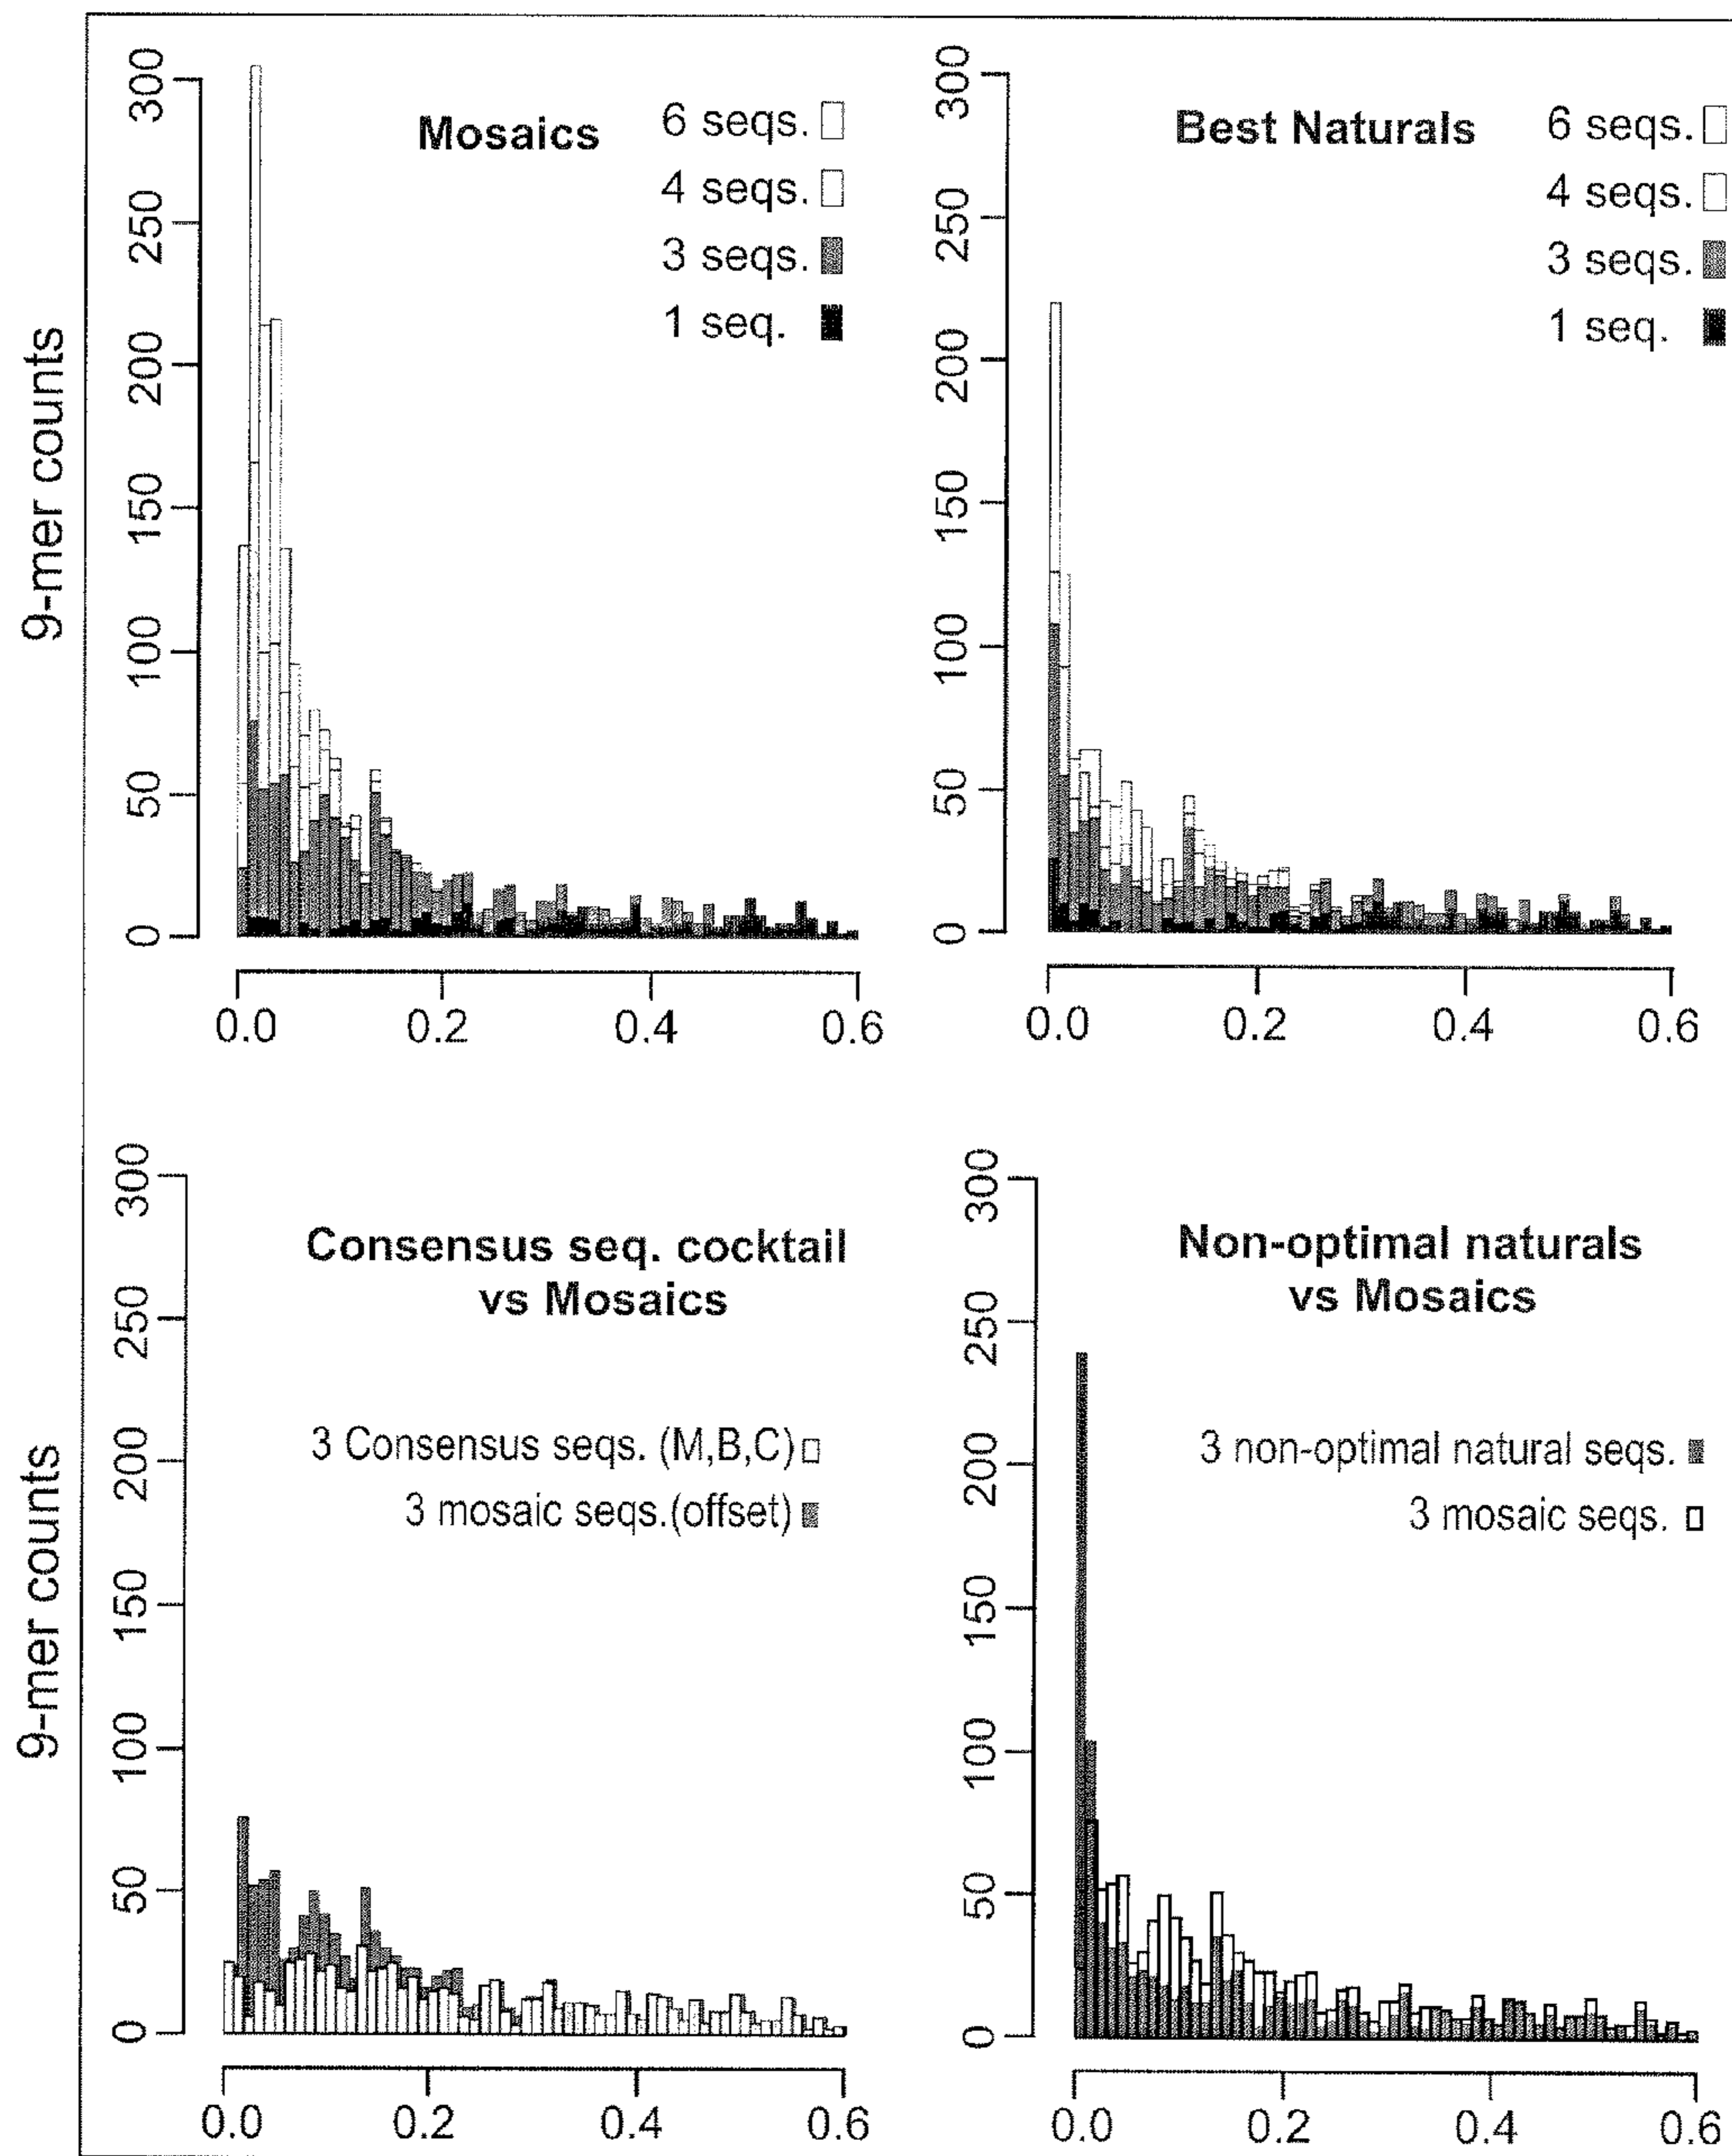 9-mer counts
300
250
200
150
100
50
0
Mosaics
6 seqs.
4 seqs.
3 seqs.
1 seq.
0.0 0.2 0.4 0.6
300
250
200
150
100
50
0
Best Naturals
6 seqs.
4 seqs.
3 seqs.
1 seq.
0.0 0.2 0.4 0.6
9-mer counts
300
250
200
150
100
50
0
Consensus seq. cocktail
vs Mosaics
3 Consensus seqs. (M,B,C)
3 mosaic seqs.(offset)
0.0 0.2 0.4 0.6
300
250
200
150
100
50
0
Non-optimal naturals
vs Mosaics
3 non-optimal natural seqs.
3 mosaic seqs.
0.0 0.2 0.4 0.6